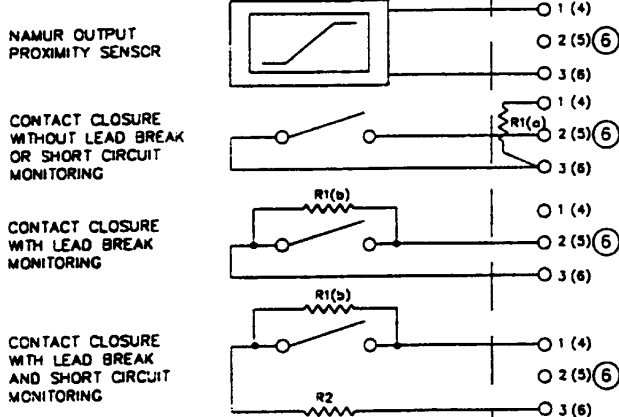 NAMUR OUTPUT
PROXIMITY SENSOR
1 (4)
2 (5) 6
3 (6)
CONTACT CLOSURE
WITHOUT LEAD BREAK
OR SHORT CIRCUIT
MONITORING
1 (4)
R1(a)
2 (5) 6
3 (6)
CONTACT CLOSURE
WITH LEAD BREAK
MONITORING
R1(b)
1 (4)
2 (5) 6
3 (6)
CONTACT CLOSURE
WITH LEAD BREAK
AND SHORT CIRCUIT
MONITORING
R1(b)
1 (4)
2 (5) 6
R2
3 (6)